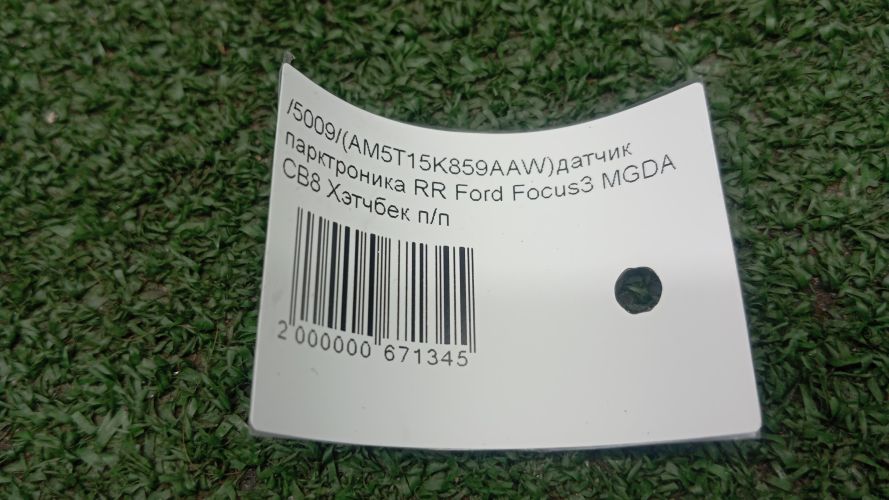 /5009/(AM5T15K859AAW)датчик
парктроника RR Ford Focus3 MGDA
CB8 Хэтчбек п/п
2 000000 671345